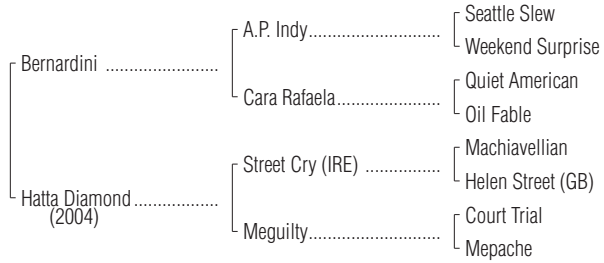 Seattle Slew
A.P. Indy
Weekend Surprise
Bernardini
Quiet American
Cara Rafaela
Oil Fable
Machiavellian
Street Cry (IRE)
Helen Street (GB)
Hatta Diamond
(2004)
Court Trial
Meguilty
Mepache